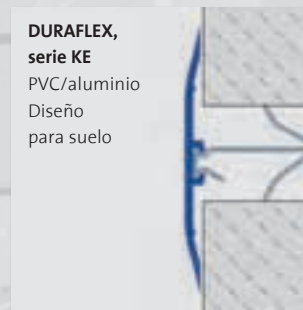 DURAFLEX,
serie KE
PVC/aluminio
Diseño
para suelo